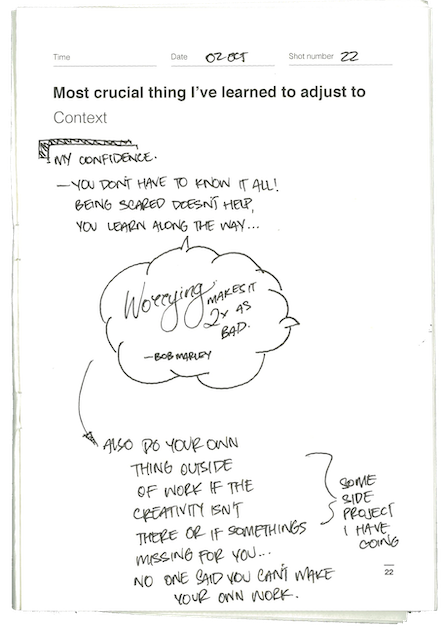 Time Date 02 OCT Shot number 22
Most crucial thing I've learned to adjust to
Context
MY CONFIDENCE.
— YOU DON'T HAVE TO KNOW IT ALL!
BEING SCARED DOESN'T HELP,
YOU LEARN ALONG THE WAY...
Worrying MAKES IT
2x AS
BAD.
— BOB MARLEY
ALSO DO YOUR OWN
THING OUTSIDE
OF WORK IF THE
CREATIVITY ISN'T
THERE OR IF SOMETHINGS
MISSING FOR YOU...
NO ONE SAID YOU CAN'T MAKE
YOUR OWN WORK.
SOME
SIDE
PROJECT
I HAVE
GOING
22